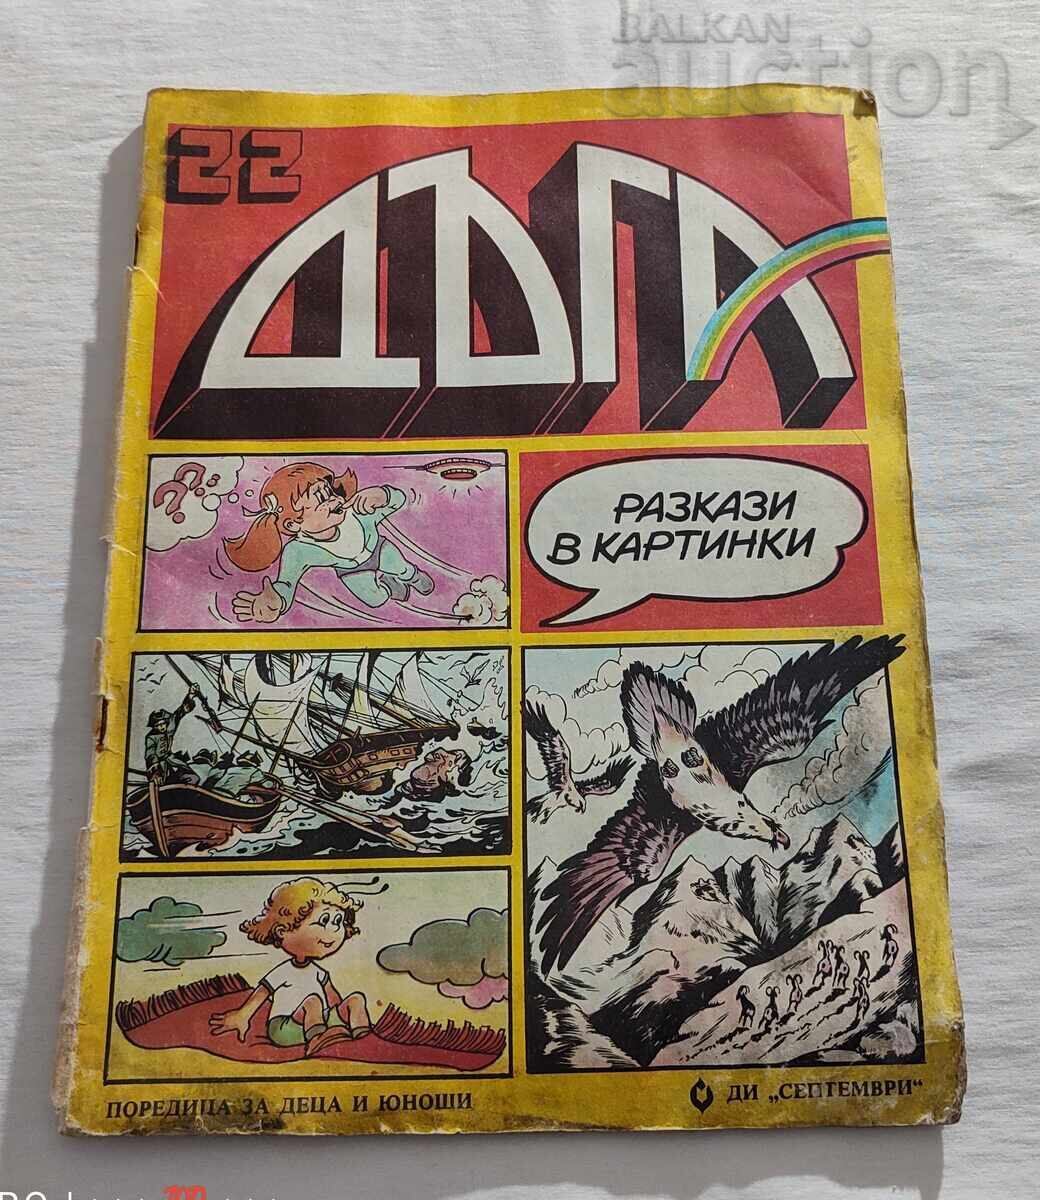 BALKAN
auction
22
ДЪГА
РАЗКАЗИ
В КАРТИНКИ
ПОРЕДИЦА ЗА ДЕЦА И ЮНОШИ
ДИ „СЕПТЕМВРИ“